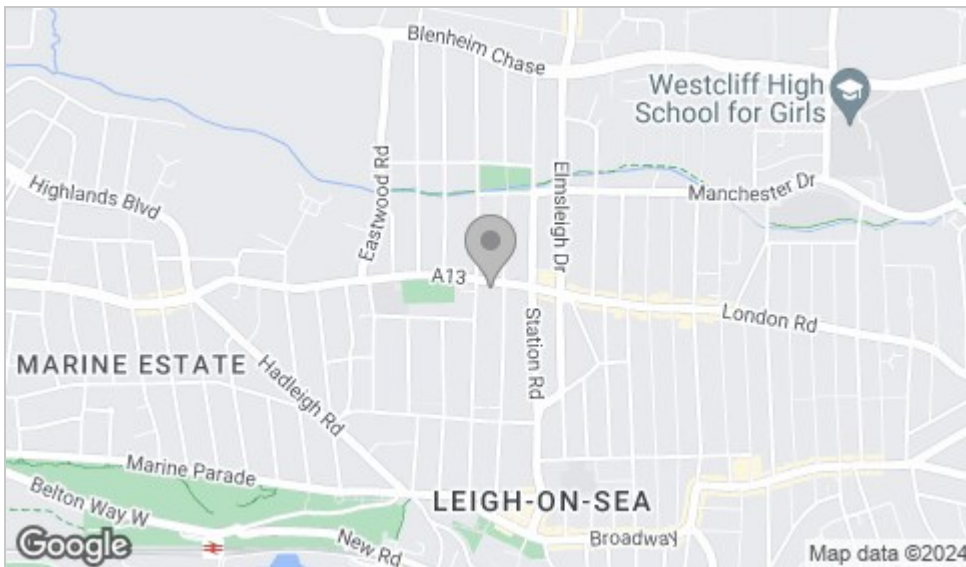 Blenheim Chase
Westcliff High
School for Girls
Highlands Blvd
Eastwood Rd
Elmsleigh Dr
Manchester Dr
A13
London Rd
Station Rd
MARINE ESTATE
Hadleigh Rd
Marine Parade
LEIGH-ON-SEA
Belton Way W
New Rd
Broadway
Google
Map data ©2024